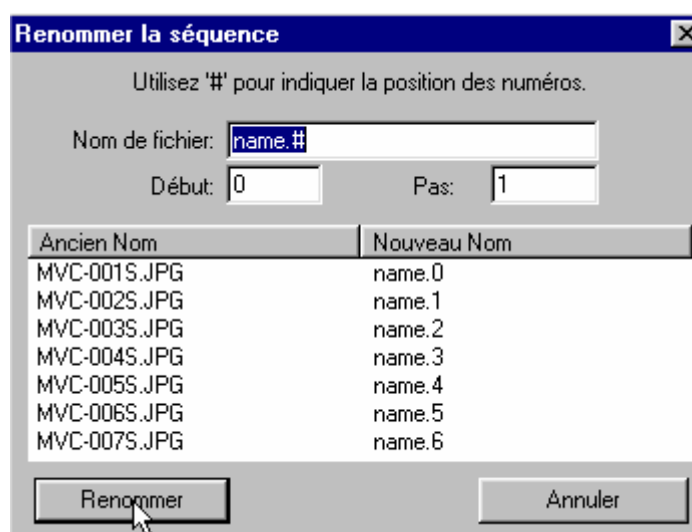 Renommer la séquence
Utilisez '#' pour indiquer la position des numéros.
Nom de fichier: name.#
Début: 0 Pas: 1
Ancien Nom Nouveau Nom
MVC-001S.JPG name.0
MVC-002S.JPG name.1
MVC-003S.JPG name.2
MVC-004S.JPG name.3
MVC-005S.JPG name.4
MVC-006S.JPG name.5
MVC-007S.JPG name.6
Renommer Annuler